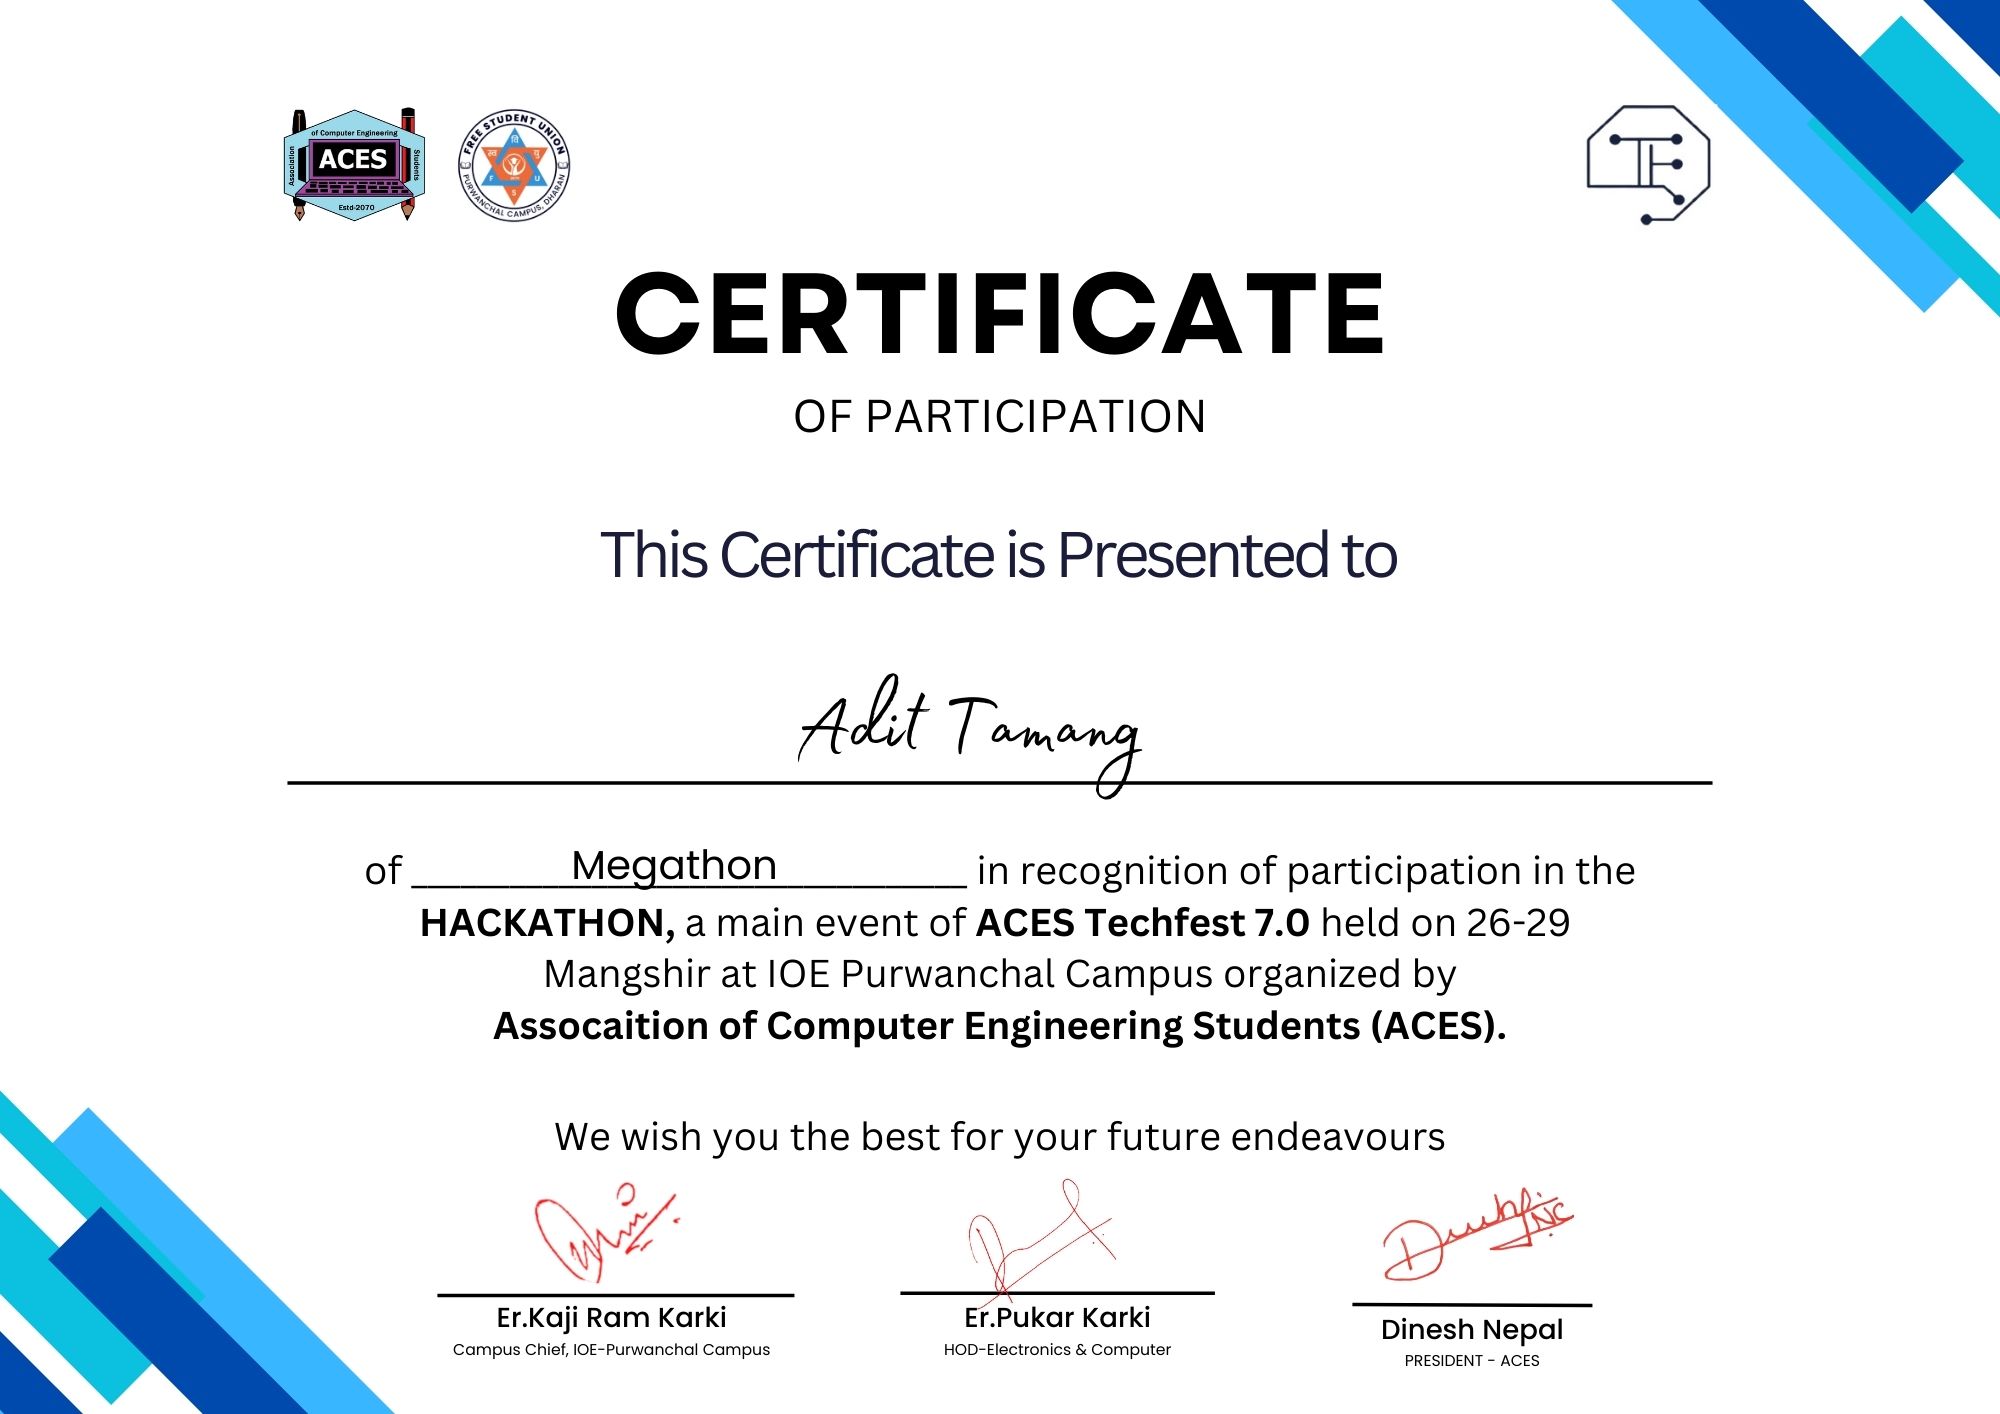 of Computer Engineering
Association
ACES
Students
Estd-2070
FREE STUDENT UNION
वि
स्व
यु
F
U
S
PURWANCHAL CAMPUS, DHARAN
CERTIFICATE
OF PARTICIPATION
This Certificate is Presented to
Adit Tamang
of Megathon in recognition of participation in the
HACKATHON, a main event of ACES Techfest 7.0 held on 26-29
Mangshir at IOE Purwanchal Campus organized by
Assocaition of Computer Engineering Students (ACES).
We wish you the best for your future endeavours
Er.Kaji Ram Karki
Campus Chief, IOE-Purwanchal Campus
Er.Pukar Karki
HOD-Electronics & Computer
Dinesh Nepal
PRESIDENT - ACES